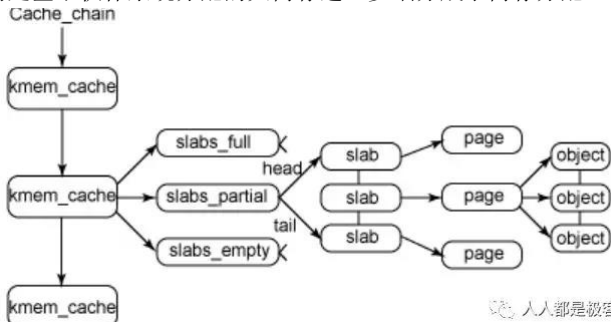 Cache_chain
kmem_cache
slabs_full
head
slab
page
object
kmem_cache
slabs_partial
slab
page
object
tail
slab
page
object
slabs_empty
kmem_cache
人人都是极客